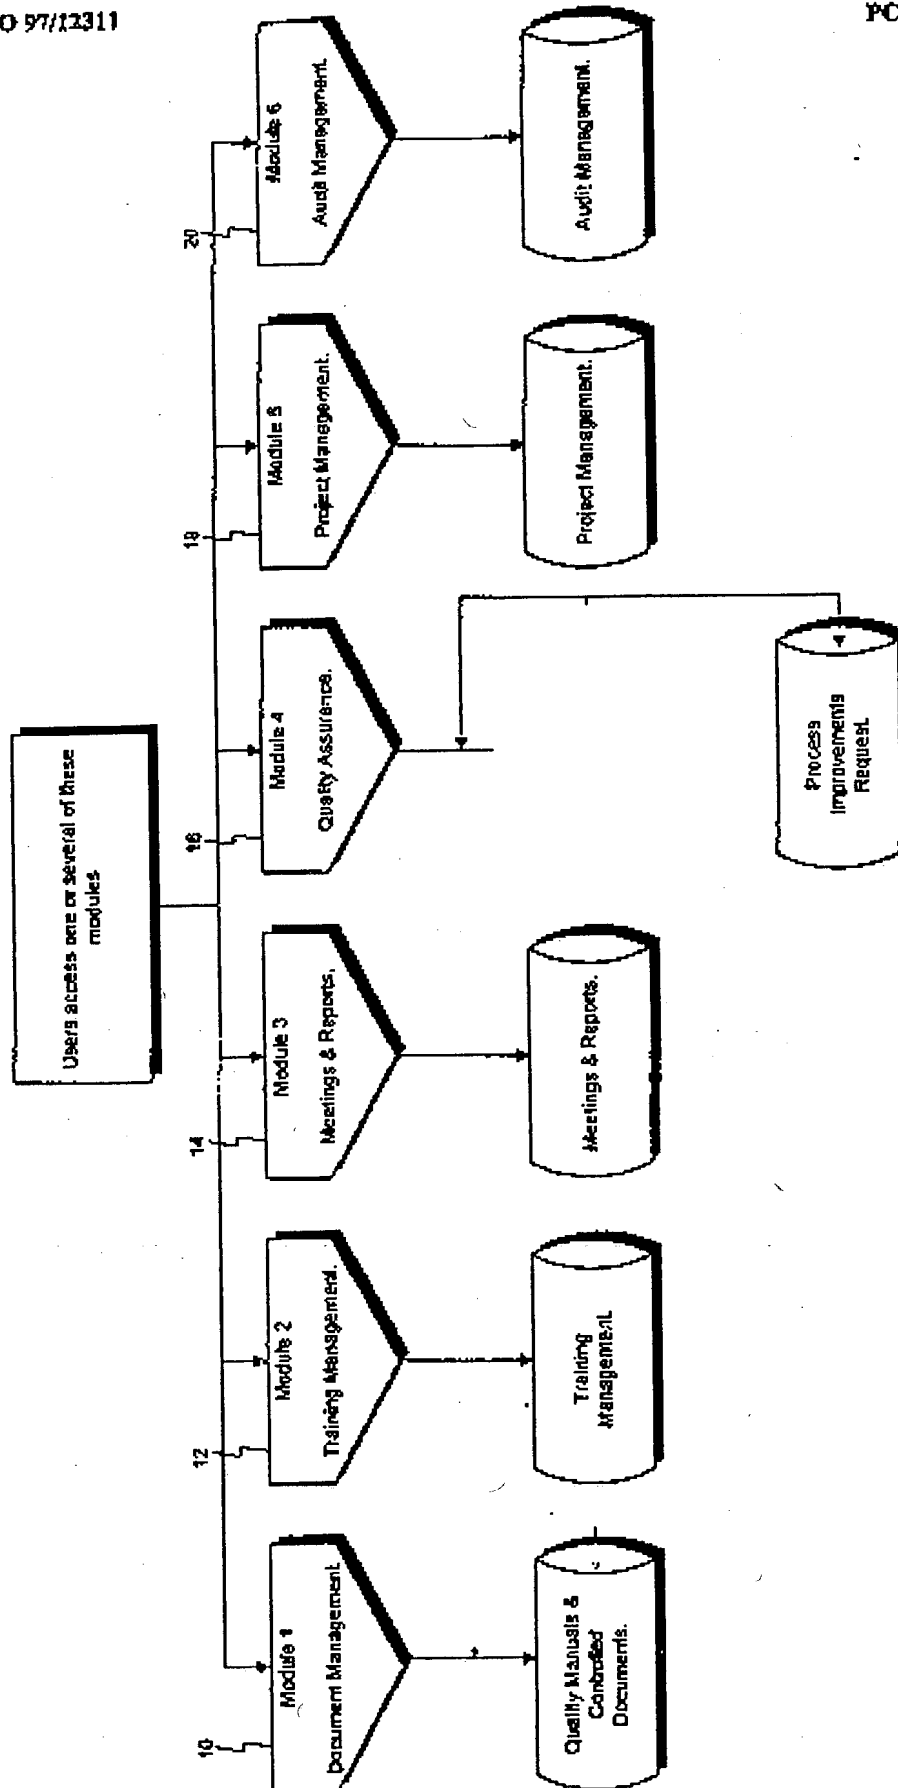 O 97/12311
PC
Users access one or several of these
modules
10
Module 1
Document Management
12
Module 2
Training Management.
14
Module 3
Meetings & Reports.
16
Module 4
Quality Assurance.
18
Module 5
Project Management.
20
Module 6
Audit Management.
Quality Manuals &
Controlled
Documents.
Training
Management.
Meetings & Reports.
Process
Improvements
Request.
Project Management.
Audit Management.